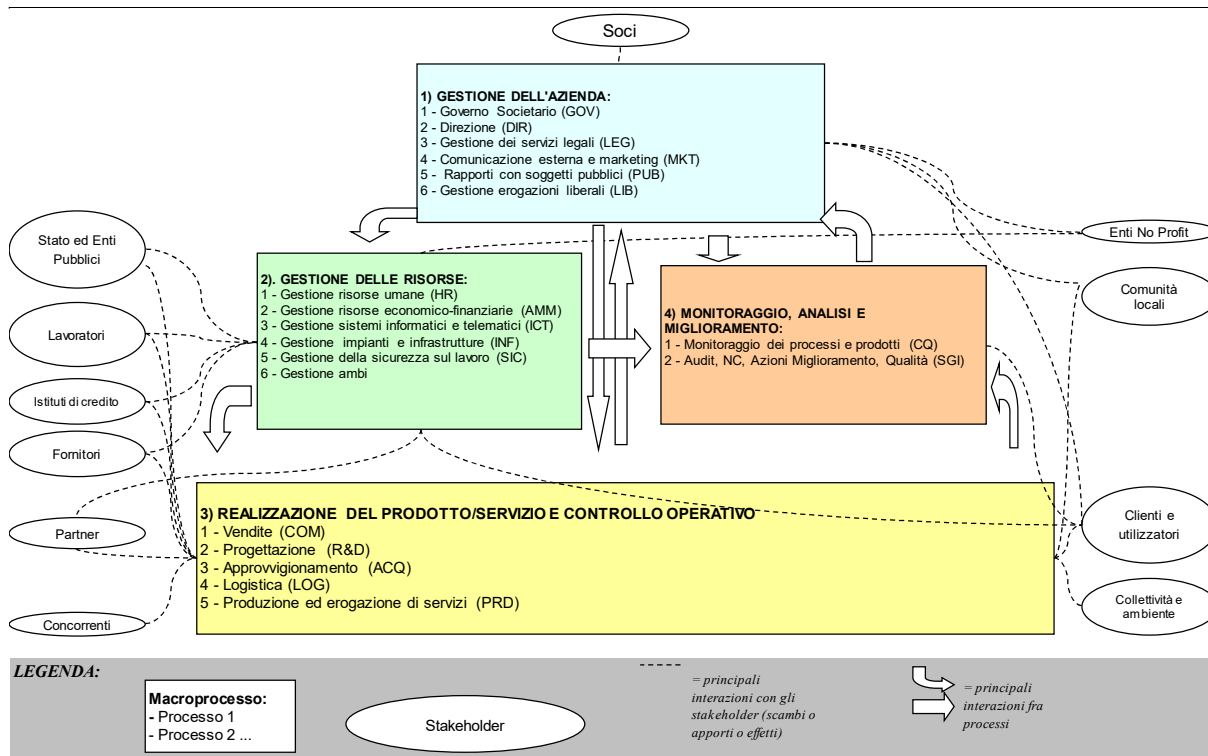 Soci
1) GESTIONE DELL'AZIENDA:
1 - Governo Societario (GOV)
2 - Direzione (DIR)
3 - Gestione dei servizi legali (LEG)
4 - Comunicazione esterna e marketing (MKT)
5 - Rapporti con soggetti pubblici (PUB)
6 - Gestione erogazioni liberali (LIB)
Stato ed Enti
Pubblici
Lavoratori
Istituti di credito
Fornitori
Partner
Concorrenti
2). GESTIONE DELLE RISORSE:
1 - Gestione risorse umane (HR)
2 - Gestione risorse economico-finanziarie (AMM)
3 - Gestione sistemi informatici e telematici (ICT)
4 - Gestione impianti e infrastrutture (INF)
5 - Gestione della sicurezza sul lavoro (SIC)
6 - Gestione ambi
4) MONITORAGGIO, ANALISI E
MIGLIORAMENTO:
1 - Monitoraggio dei processi e prodotti (CQ)
2 - Audit, NC, Azioni Miglioramento, Qualità (SGI)
Enti No Profit
Comunità
locali
Clienti e
utilizzatori
Collettività e
ambiente
3) REALIZZAZIONE DEL PRODOTTO/SERVIZIO E CONTROLLO OPERATIVO
1 - Vendite (COM)
2 - Progettazione (R&D)
3 - Approvvigionamento (ACQ)
4 - Logistica (LOG)
5 - Produzione ed erogazione di servizi (PRD)
LEGENDA:
Macroprocesso:
- Processo 1
- Processo 2 ...
Stakeholder
= principali
interazioni con gli
stakeholder (scambi o
apporti o effetti)
= principali
interazioni fra
processi